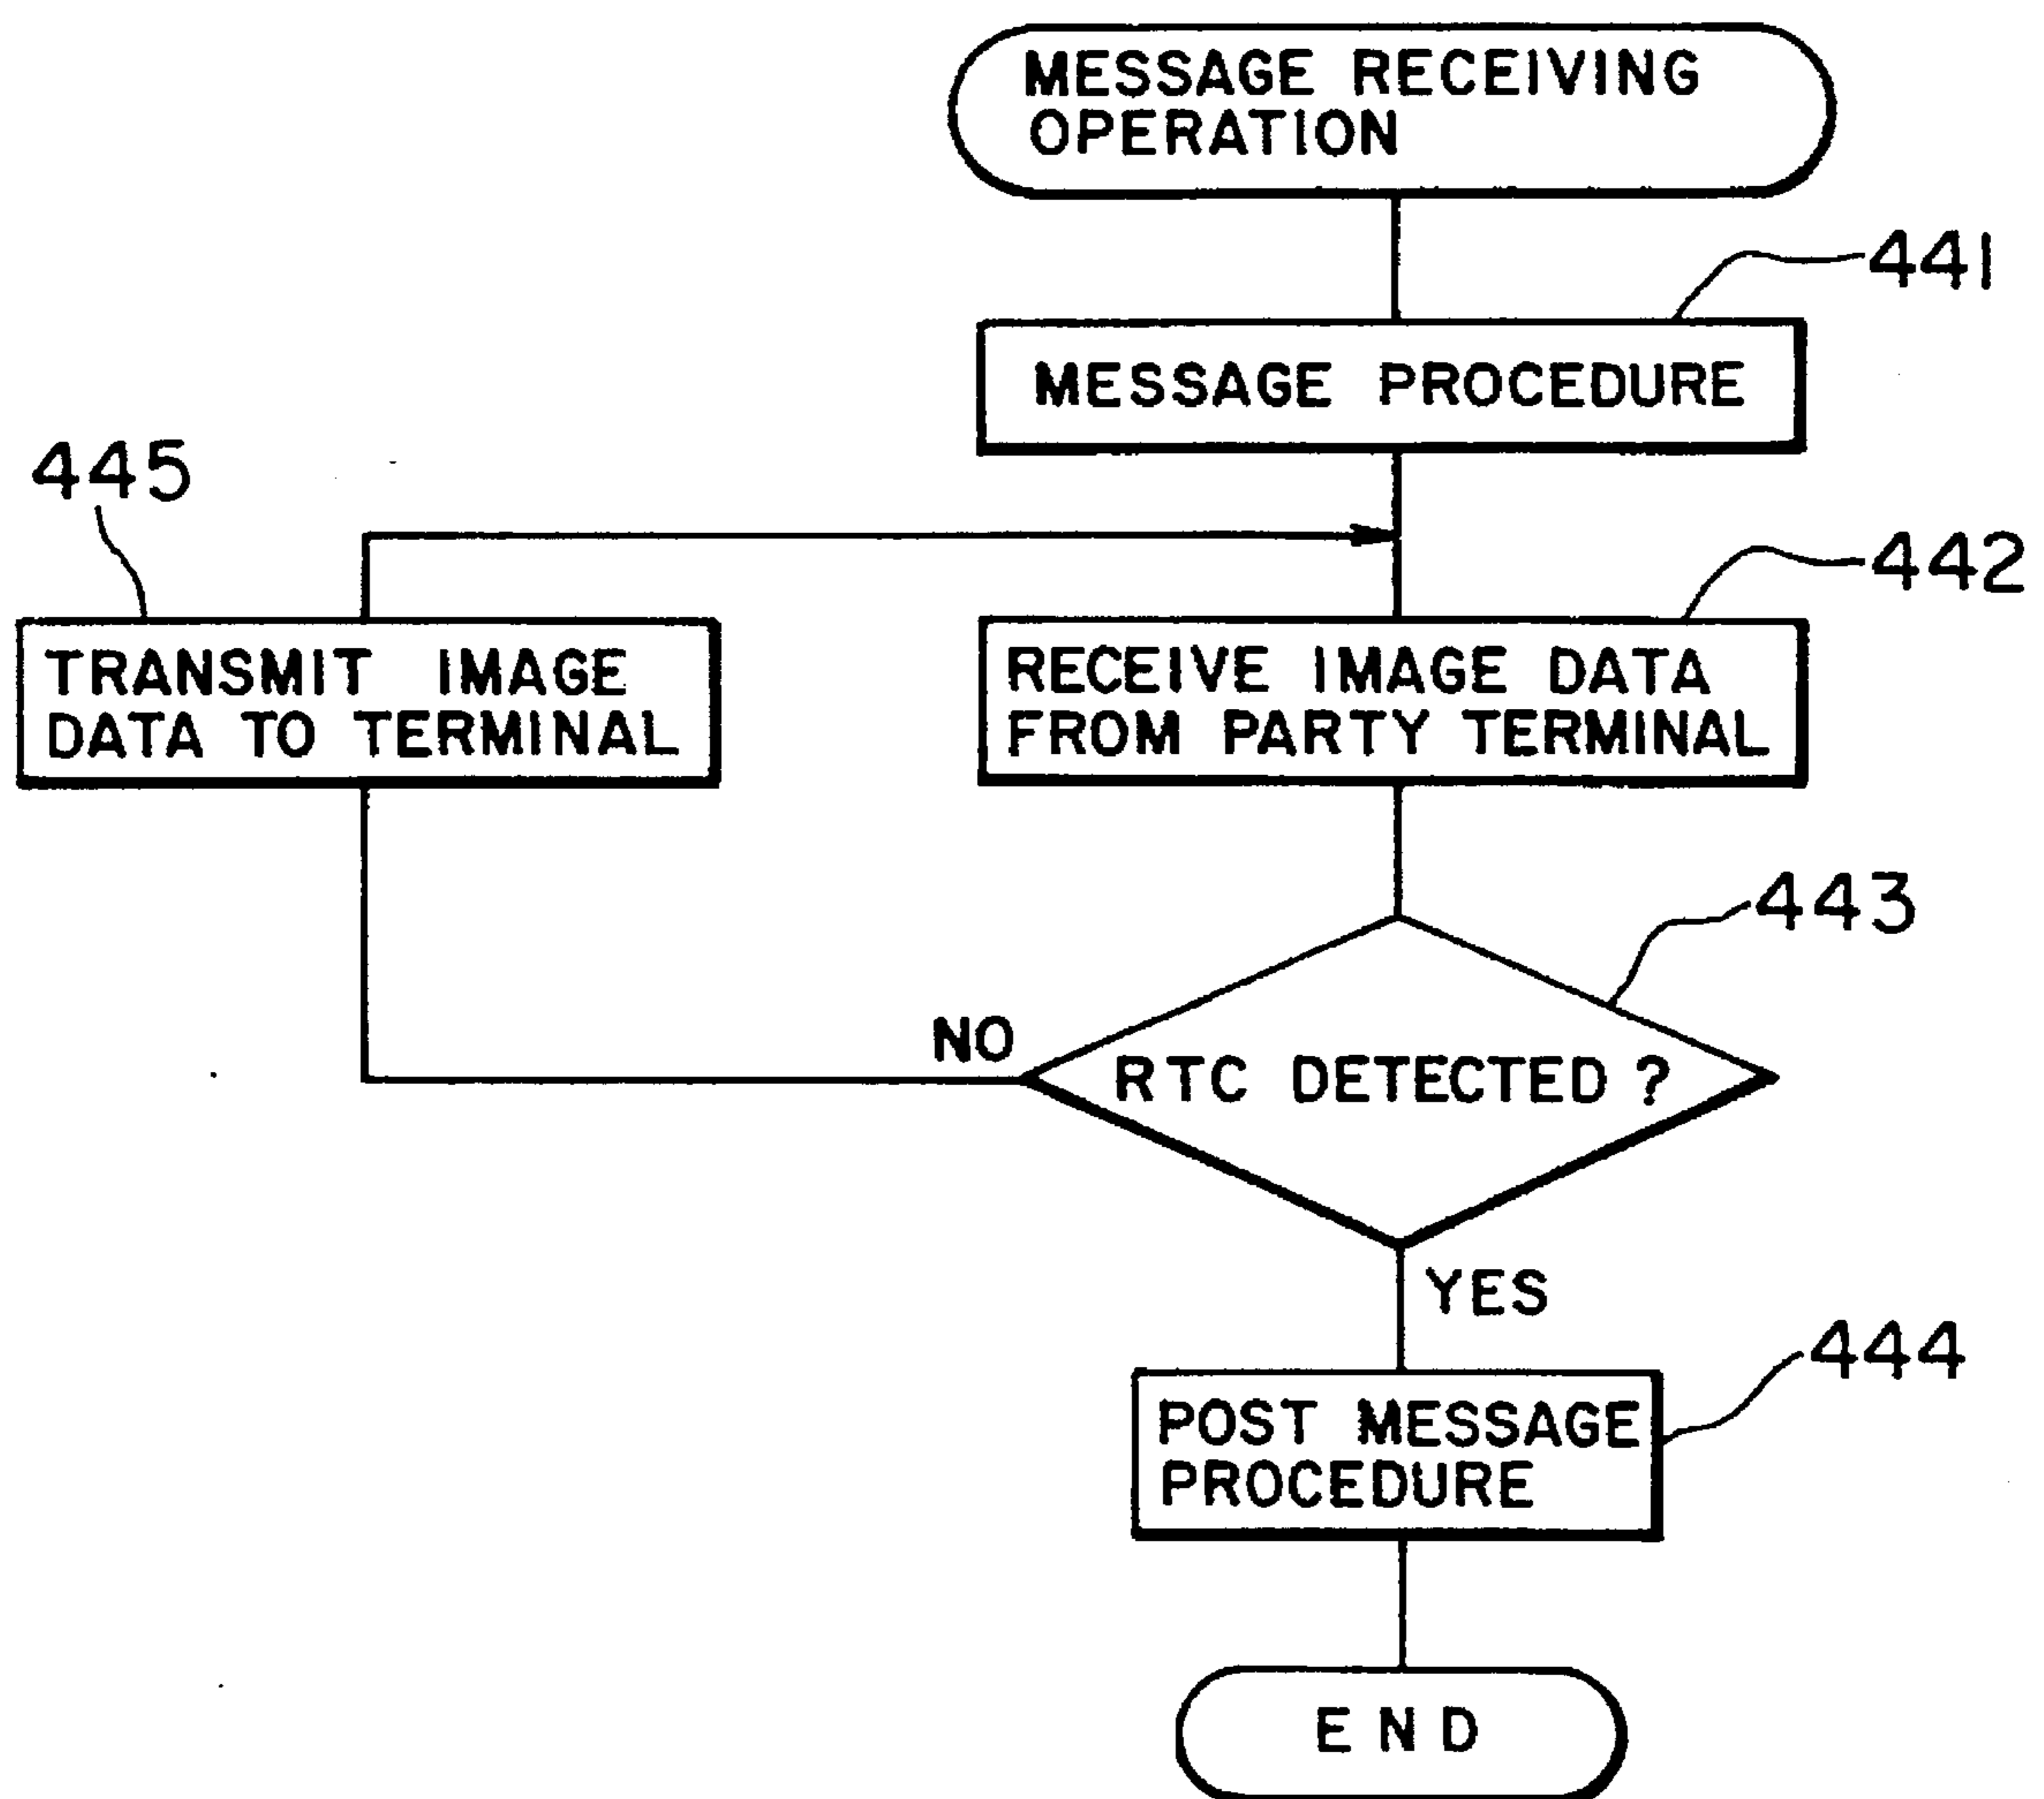 MESSAGE RECEIVING
OPERATION
441
MESSAGE PROCEDURE
445
442
TRANSMIT IMAGE
DATA TO TERMINAL
RECEIVE IMAGE DATA
FROM PARTY TERMINAL
443
NO
RTC DETECTED ?
YES
444
POST MESSAGE
PROCEDURE
END